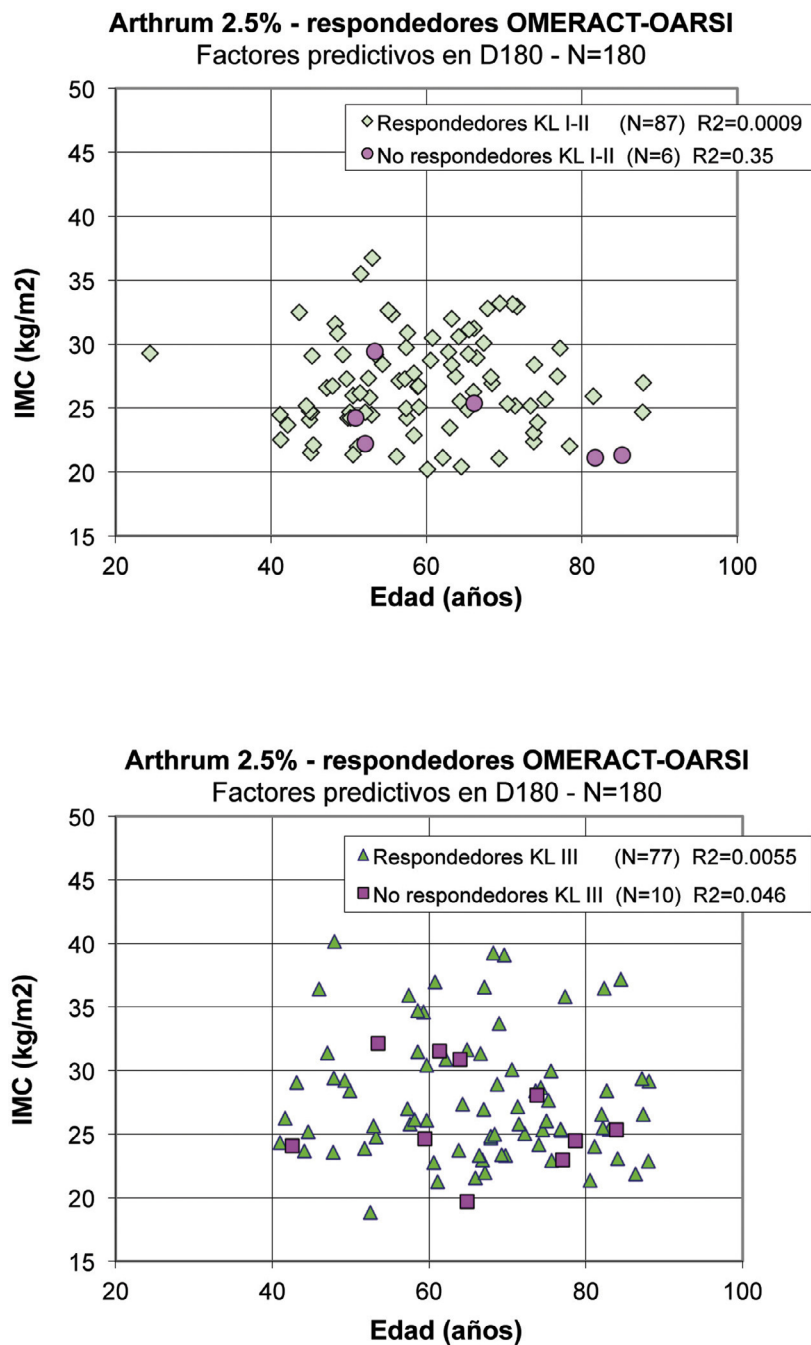 Arthrum 2.5% - respondedores OMERACT-OARSI
Factores predictivos en D180 - N=180
50
45
40
35
30
25
20
15
IMC (kg/m2)
Respondedores KL I-II (N=87) R2=0.0009
No respondedores KL I-II (N=6) R2=0.35
20 40 60 80 100
Edad (años)
Arthrum 2.5% - respondedores OMERACT-OARSI
Factores predictivos en D180 - N=180
50
45
40
35
30
25
20
15
IMC (kg/m2)
Respondedores KL III (N=77) R2=0.0055
No respondedores KL III (N=10) R2=0.046
20 40 60 80 100
Edad (años)